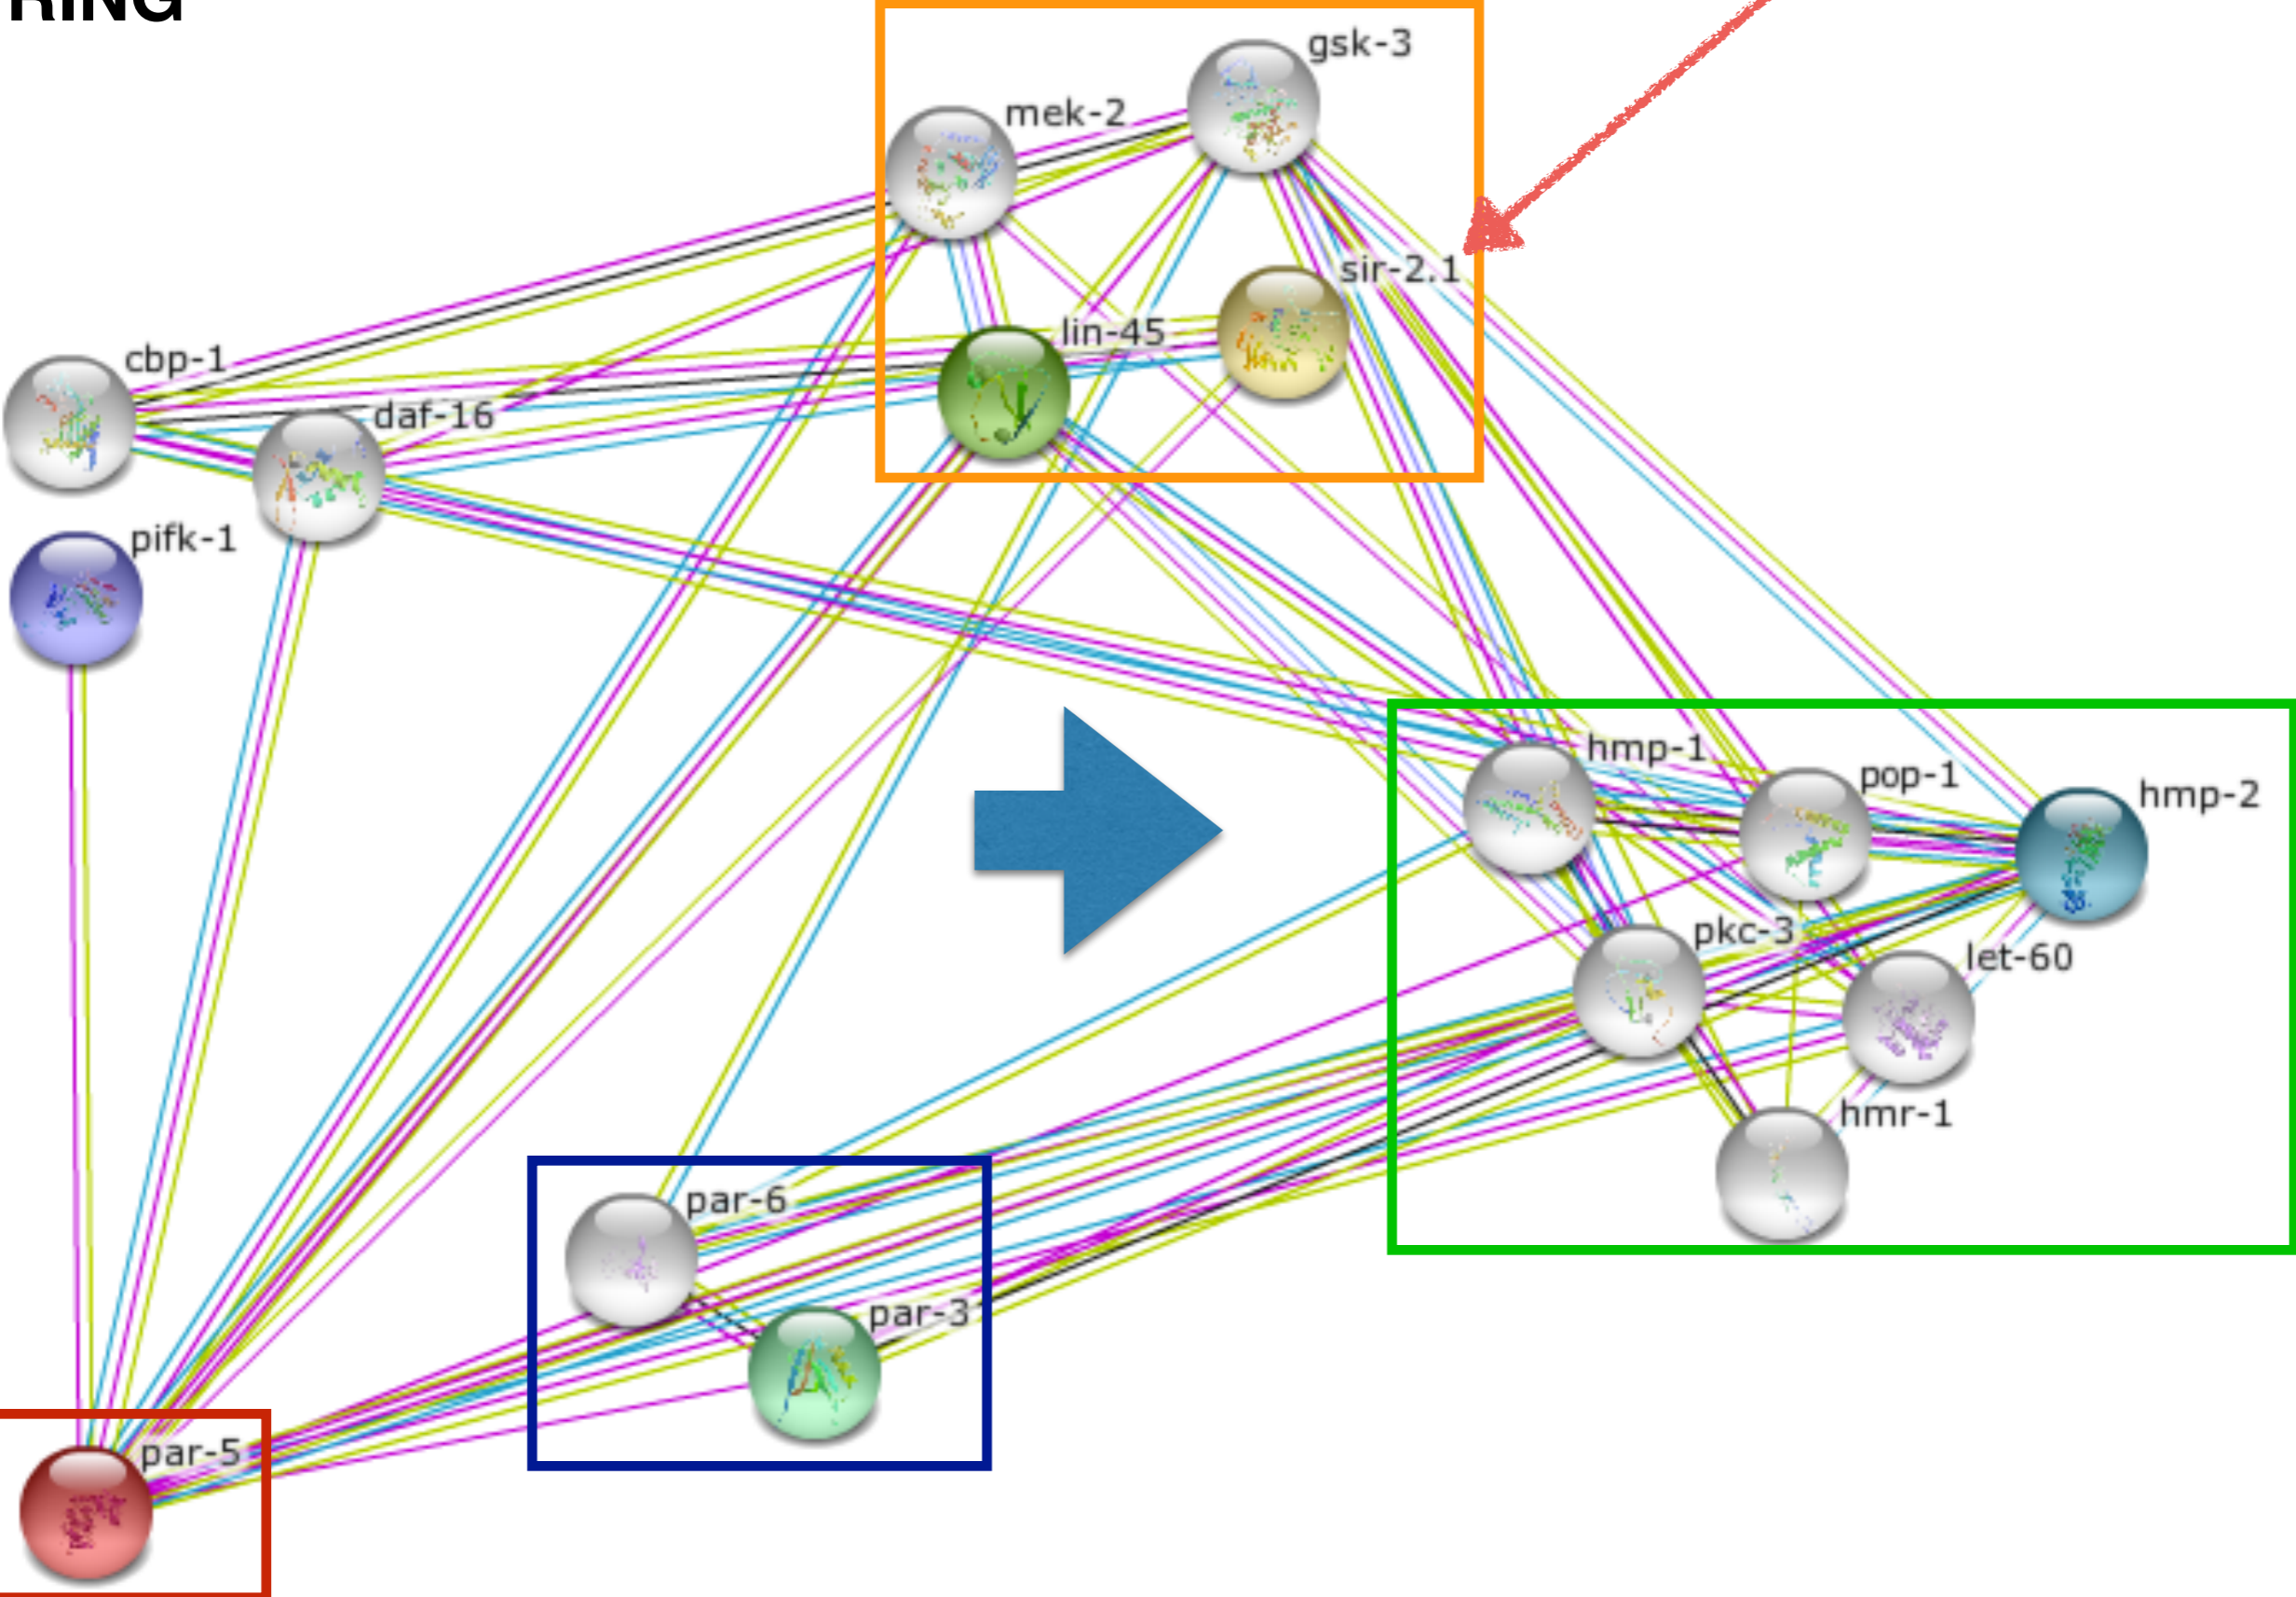 RING
gsk-3
mek-2
sir-2.1
lin-45
cbp-1
daf-16
pifk-1
hmp-1
pop-1
hmp-2
pkc-3
let-60
hmr-1
par-6
par-3
par-5